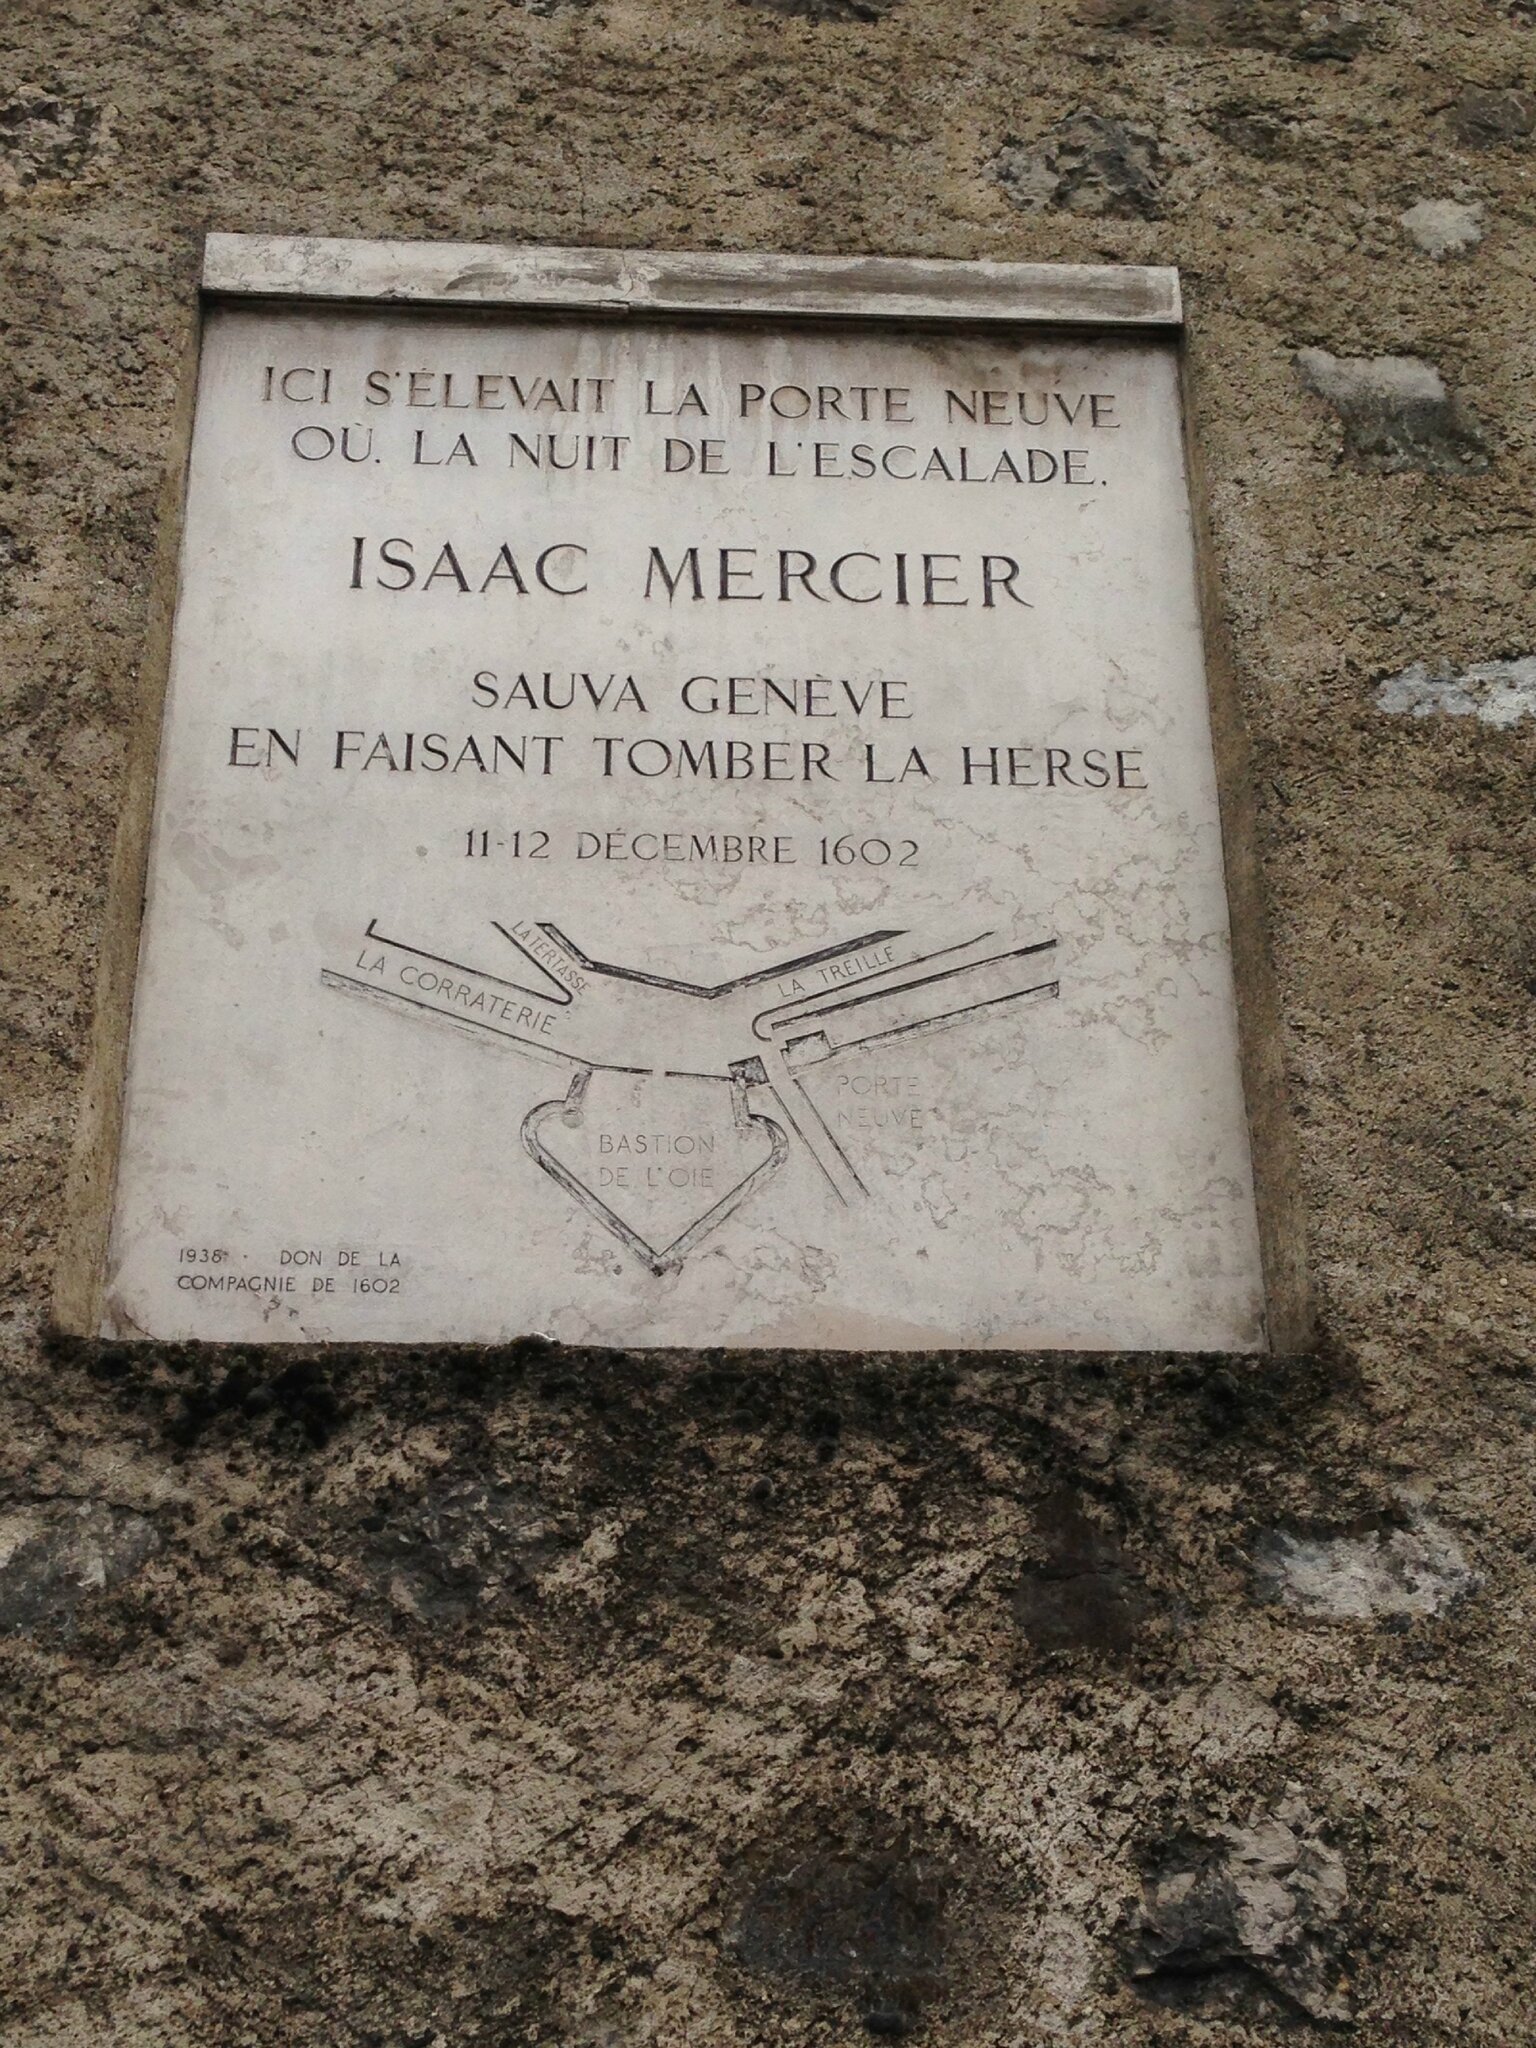 ICI S'ÉLEVAIT LA PORTE NEUVE
OÙ. LA NUIT DE L'ESCALADE.
ISAAC MERCIER
SAUVA GENÈVE
EN FAISANT TOMBER LA HERSE
11-12 DÉCEMBRE 1602
LA TERTASSE
LA CORRATERIE
LA TREILLE
PORTE
NEUVE
BASTION
DE L'OIE
1938 · DON DE LA
COMPAGNIE DE 1602